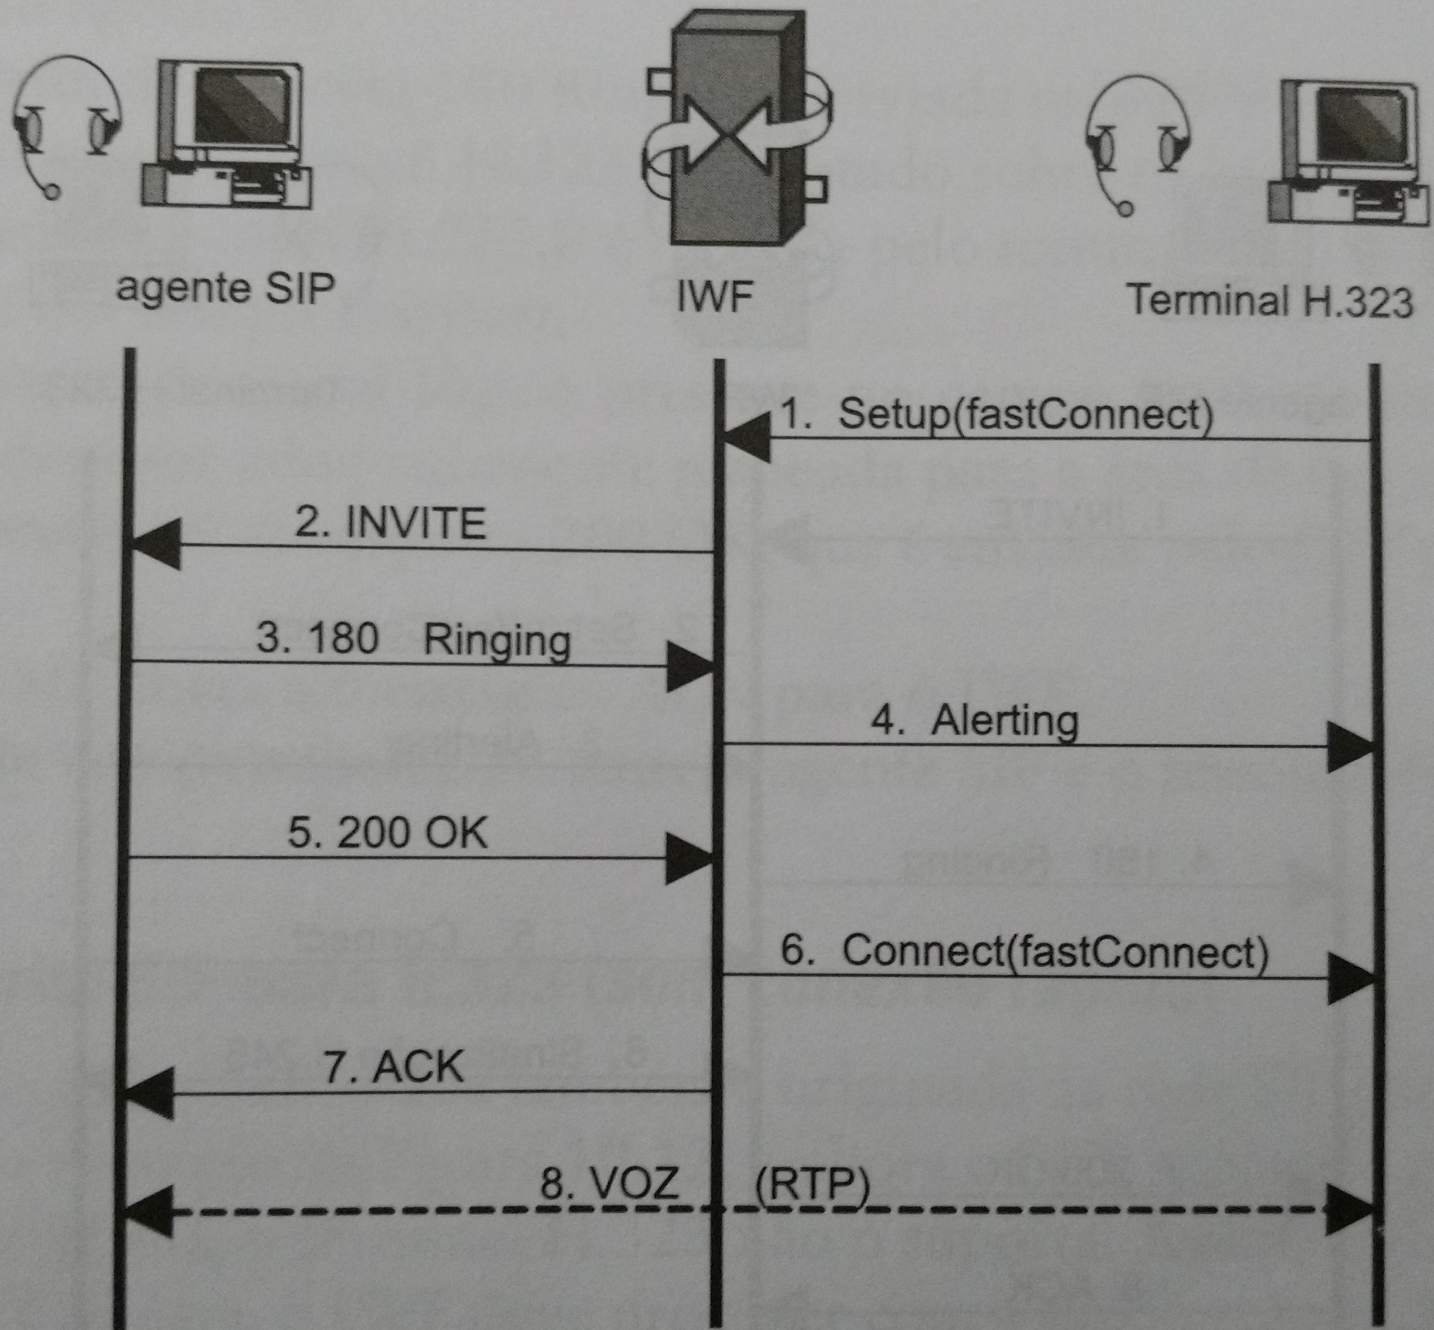 agente SIP
IWF
Terminal H.323
1. Setup(fastConnect)
2. INVITE
3. 180 Ringing
4. Alerting
5. 200 OK
6. Connect(fastConnect)
7. ACK
8. VOZ (RTP)